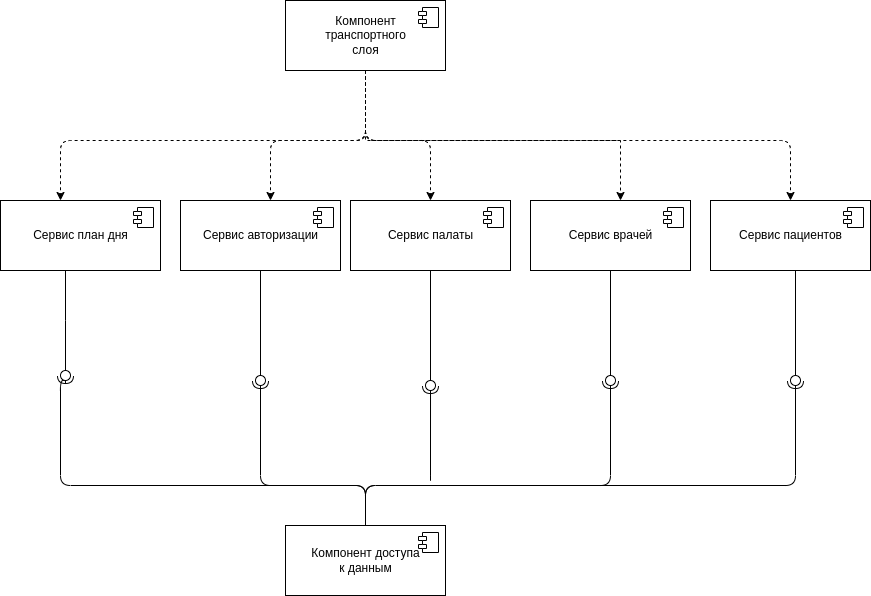 Компонент
транспортного
слоя
Сервис план дня
Сервис авторизации
Сервис палаты
Сервис врачей
Сервис пациентов
Компонент доступа
к данным